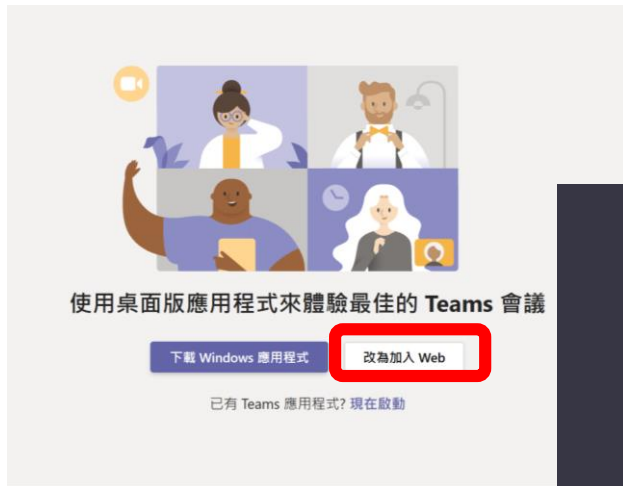 使用桌面版應用程式來體驗最佳的 Teams 會議
下載 Windows 應用程式
改為加入 Web
已有 Teams 應用程式? 現在啟動